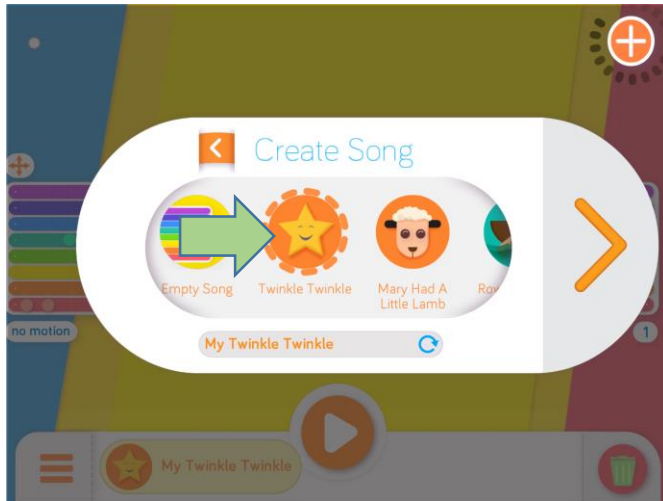 Create Song
Empty Song
Twinkle Twinkle
Mary Had A
Little Lamb
My Twinkle Twinkle
no motion
1
My Twinkle Twinkle